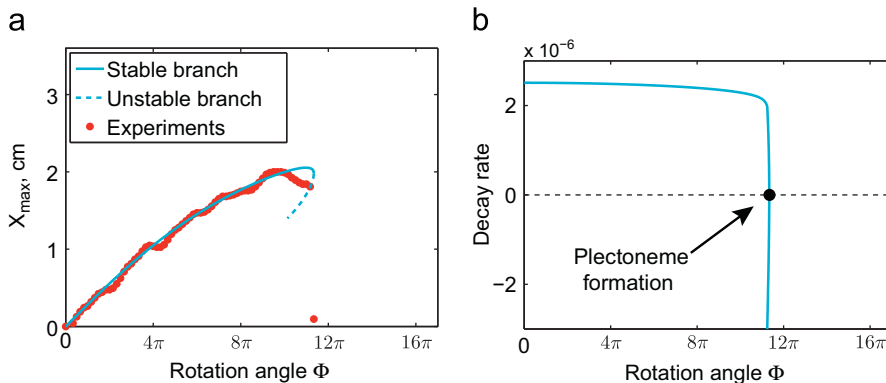 a
3
2
1
0
X_max, cm
Stable branch
Unstable branch
Experiments
0
4π
8π
12π
16π
Rotation angle Φ
b
x 10⁻⁶
2
0
−2
Decay rate
Plectoneme
formation
0
4π
8π
12π
16π
Rotation angle Φ